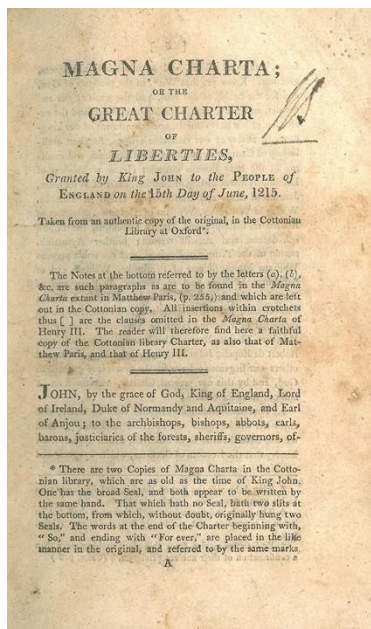 MAGNA CHARTA;
OR THE
GREAT CHARTER
OF
LIBERTIES,
Granted by King JOHN to the PEOPLE of
ENGLAND on the 15th Day of June, 1215.
Taken from an authentic copy of the original, in the Cottonian
Library at Oxford*.
The Notes at the bottom referred to by the letters (a), (b),
&c. are such paragraphs as are to be found in the Magna
Charta extant in Matthew Paris, (p. 255,) and which are left
out in the Cottonian copy. All insertions within crotchets
thus [ ] are the clauses omitted in the Magna Charta of
Henry III. The reader will therefore find here a faithful
copy of the Cottonian library Charter, as also that of Mat-
thew Paris, and that of Henry III.
JOHN, by the grace of God, King of England, Lord
of Ireland, Duke of Normandy and Aquitaine, and Earl
of Anjou; to the archbishops, bishops, abbots, earls,
barons, justiciaries of the forests, sheriffs, governors, of-
* There are two Copies of Magna Charta in the Cotto-
nian library, which are as old as the time of King John.
One has the broad Seal, and both appear to be written by
the same hand. That which hath no Seal, hath two slits at
the bottom, from which, without doubt, originally hung two
Seals. The words at the end of the Charter beginning with,
"So," and ending with "For ever," are placed in the like
manner in the original, and referred to by the same marks
A